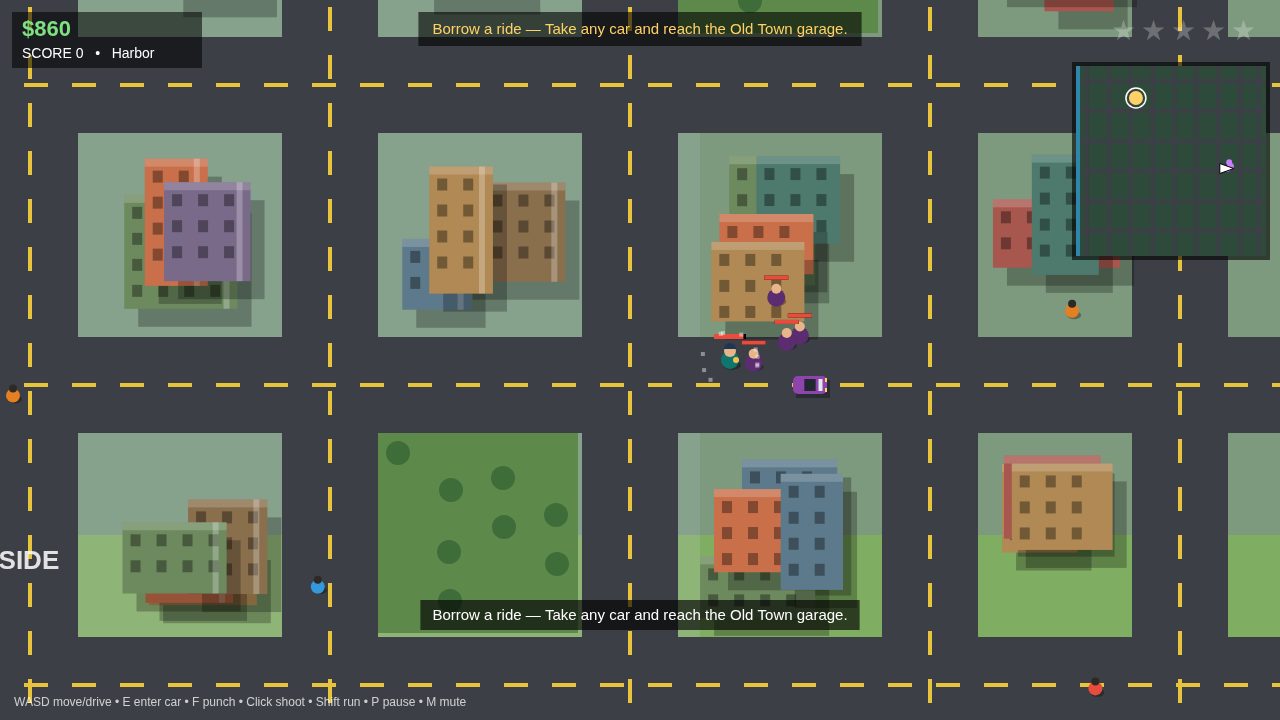 $860
SCORE 0 • Harbor
Borrow a ride — Take any car and reach the Old Town garage.
SIDE
Borrow a ride — Take any car and reach the Old Town garage.
WASD move/drive • E enter car • F punch • Click shoot • Shift run • P pause • M mute